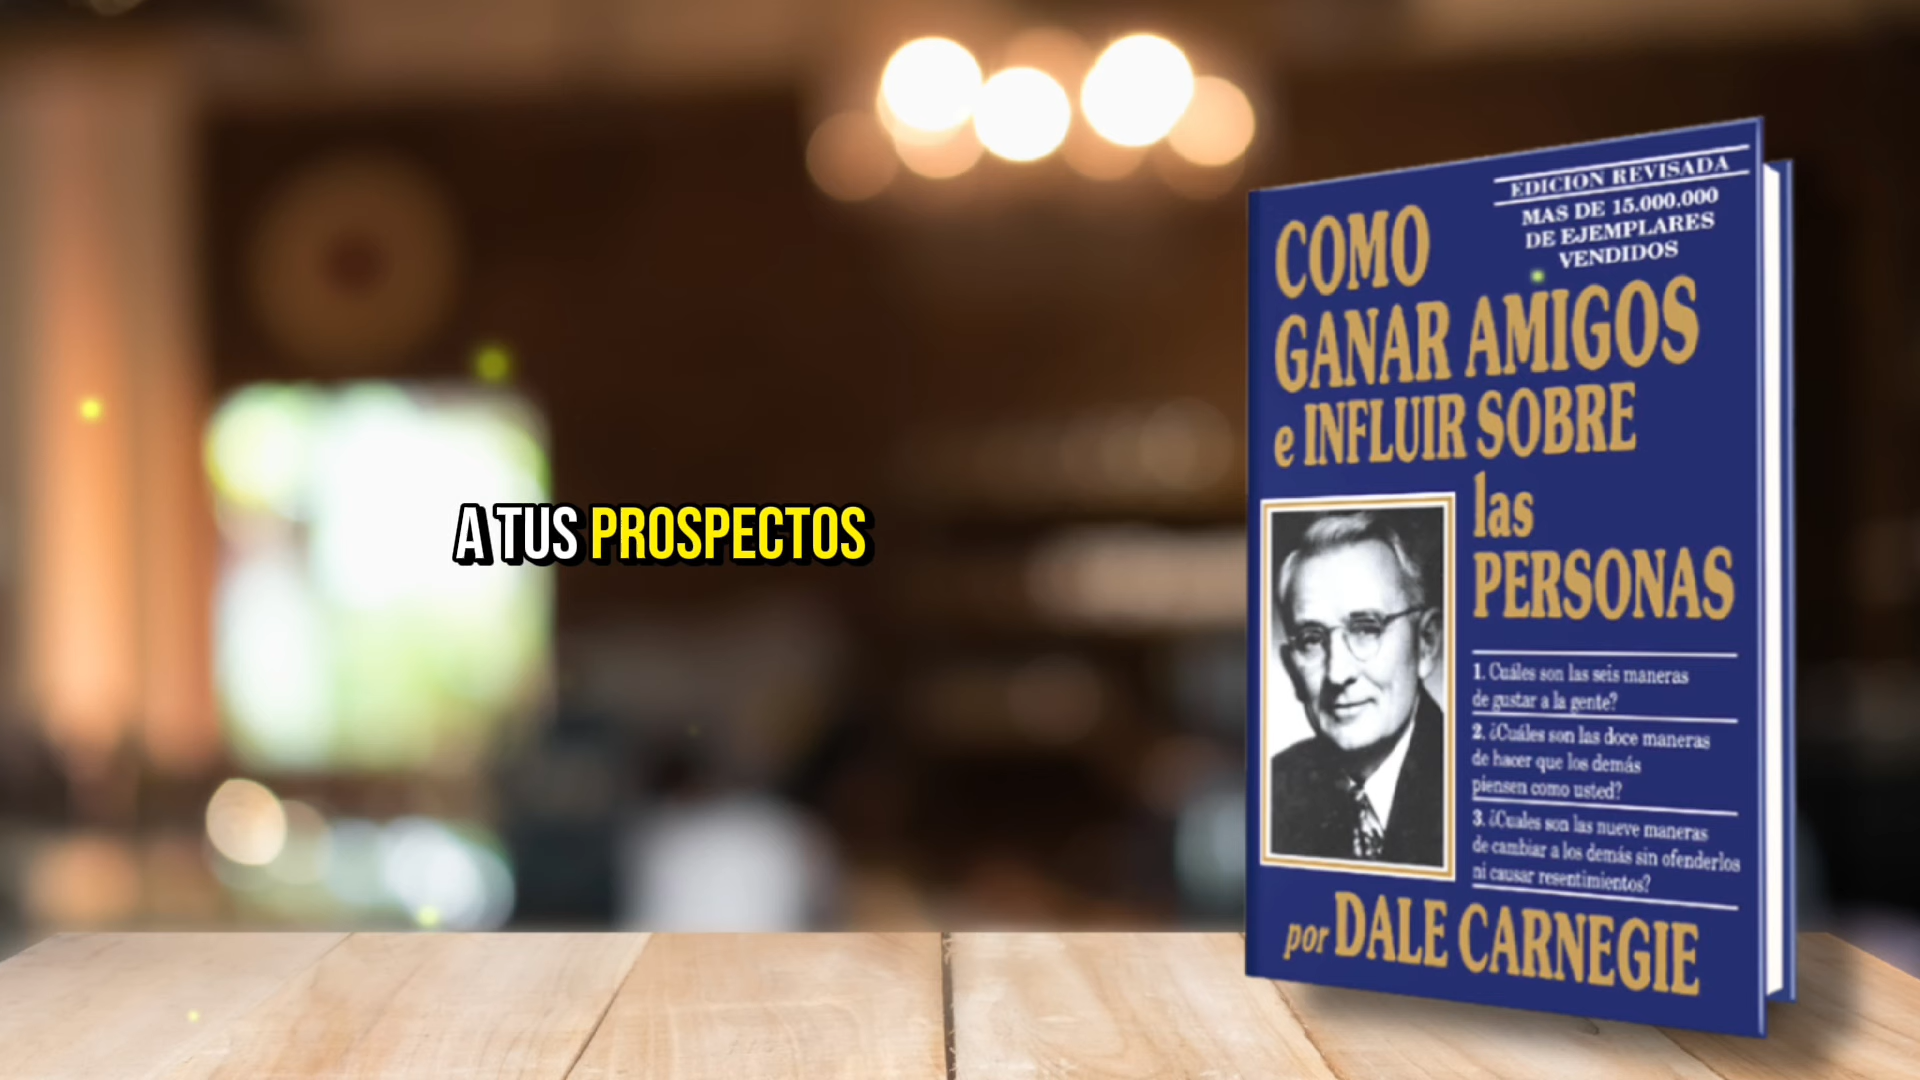 A TUS PROSPECTOS
EDICION REVISADA
MAS DE 15.000.000
DE EJEMPLARES
VENDIDOS
COMO
GANAR AMIGOS
e INFLUIR SOBRE
las
PERSONAS
1. Cuáles son las seis maneras
de gustar a la gente?
2. ¿Cuáles son las doce maneras
de hacer que los demás
piensen como usted?
3. ¿Cuales son las nueve maneras
de cambiar a los demás sin ofenderlos
ni causar resentimientos?
por DALE CARNEGIE